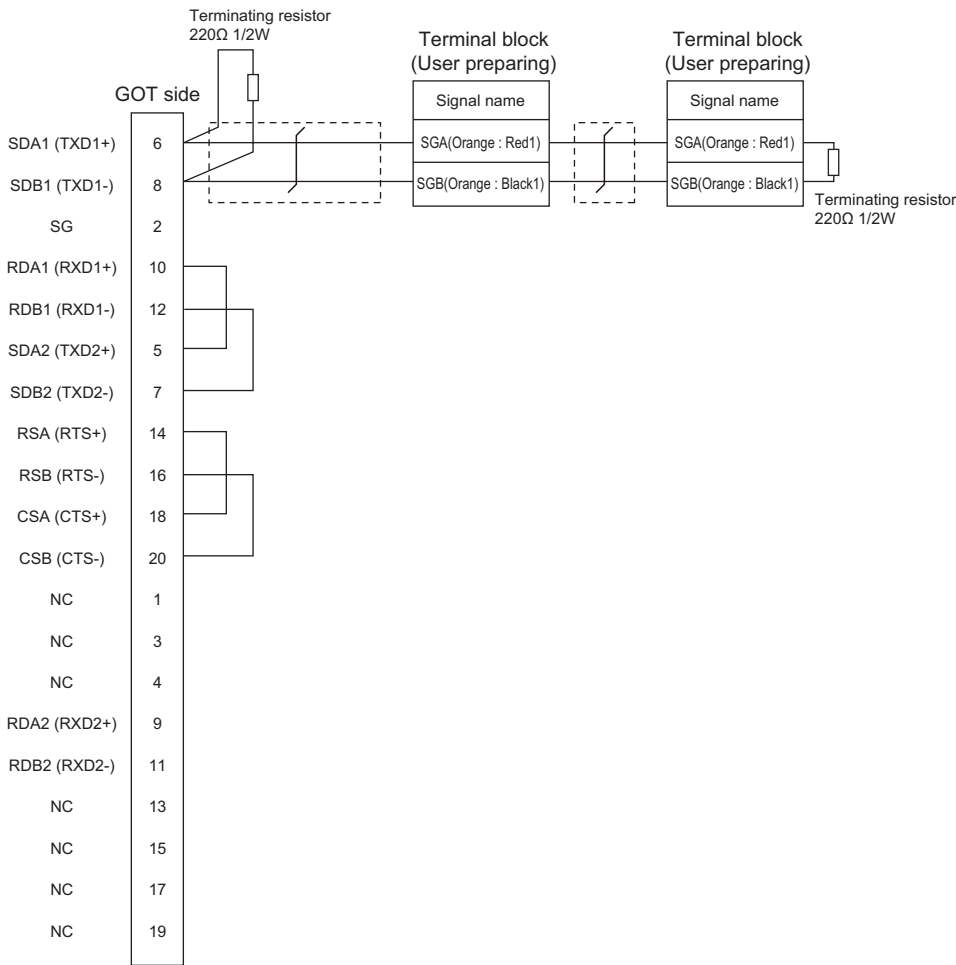 Terminating resistor
220Ω 1/2W
Terminal block
(User preparing)
Terminal block
(User preparing)
GOT side
Signal name
Signal name
SDA1 (TXD1+) 6 SGA(Orange : Red1) SGA(Orange : Red1)
SDB1 (TXD1-) 8 SGB(Orange : Black1) SGB(Orange : Black1)
Terminating resistor
220Ω 1/2W
SG 2
RDA1 (RXD1+) 10
RDB1 (RXD1-) 12
SDA2 (TXD2+) 5
SDB2 (TXD2-) 7
RSA (RTS+) 14
RSB (RTS-) 16
CSA (CTS+) 18
CSB (CTS-) 20
NC 1
NC 3
NC 4
RDA2 (RXD2+) 9
RDB2 (RXD2-) 11
NC 13
NC 15
NC 17
NC 19